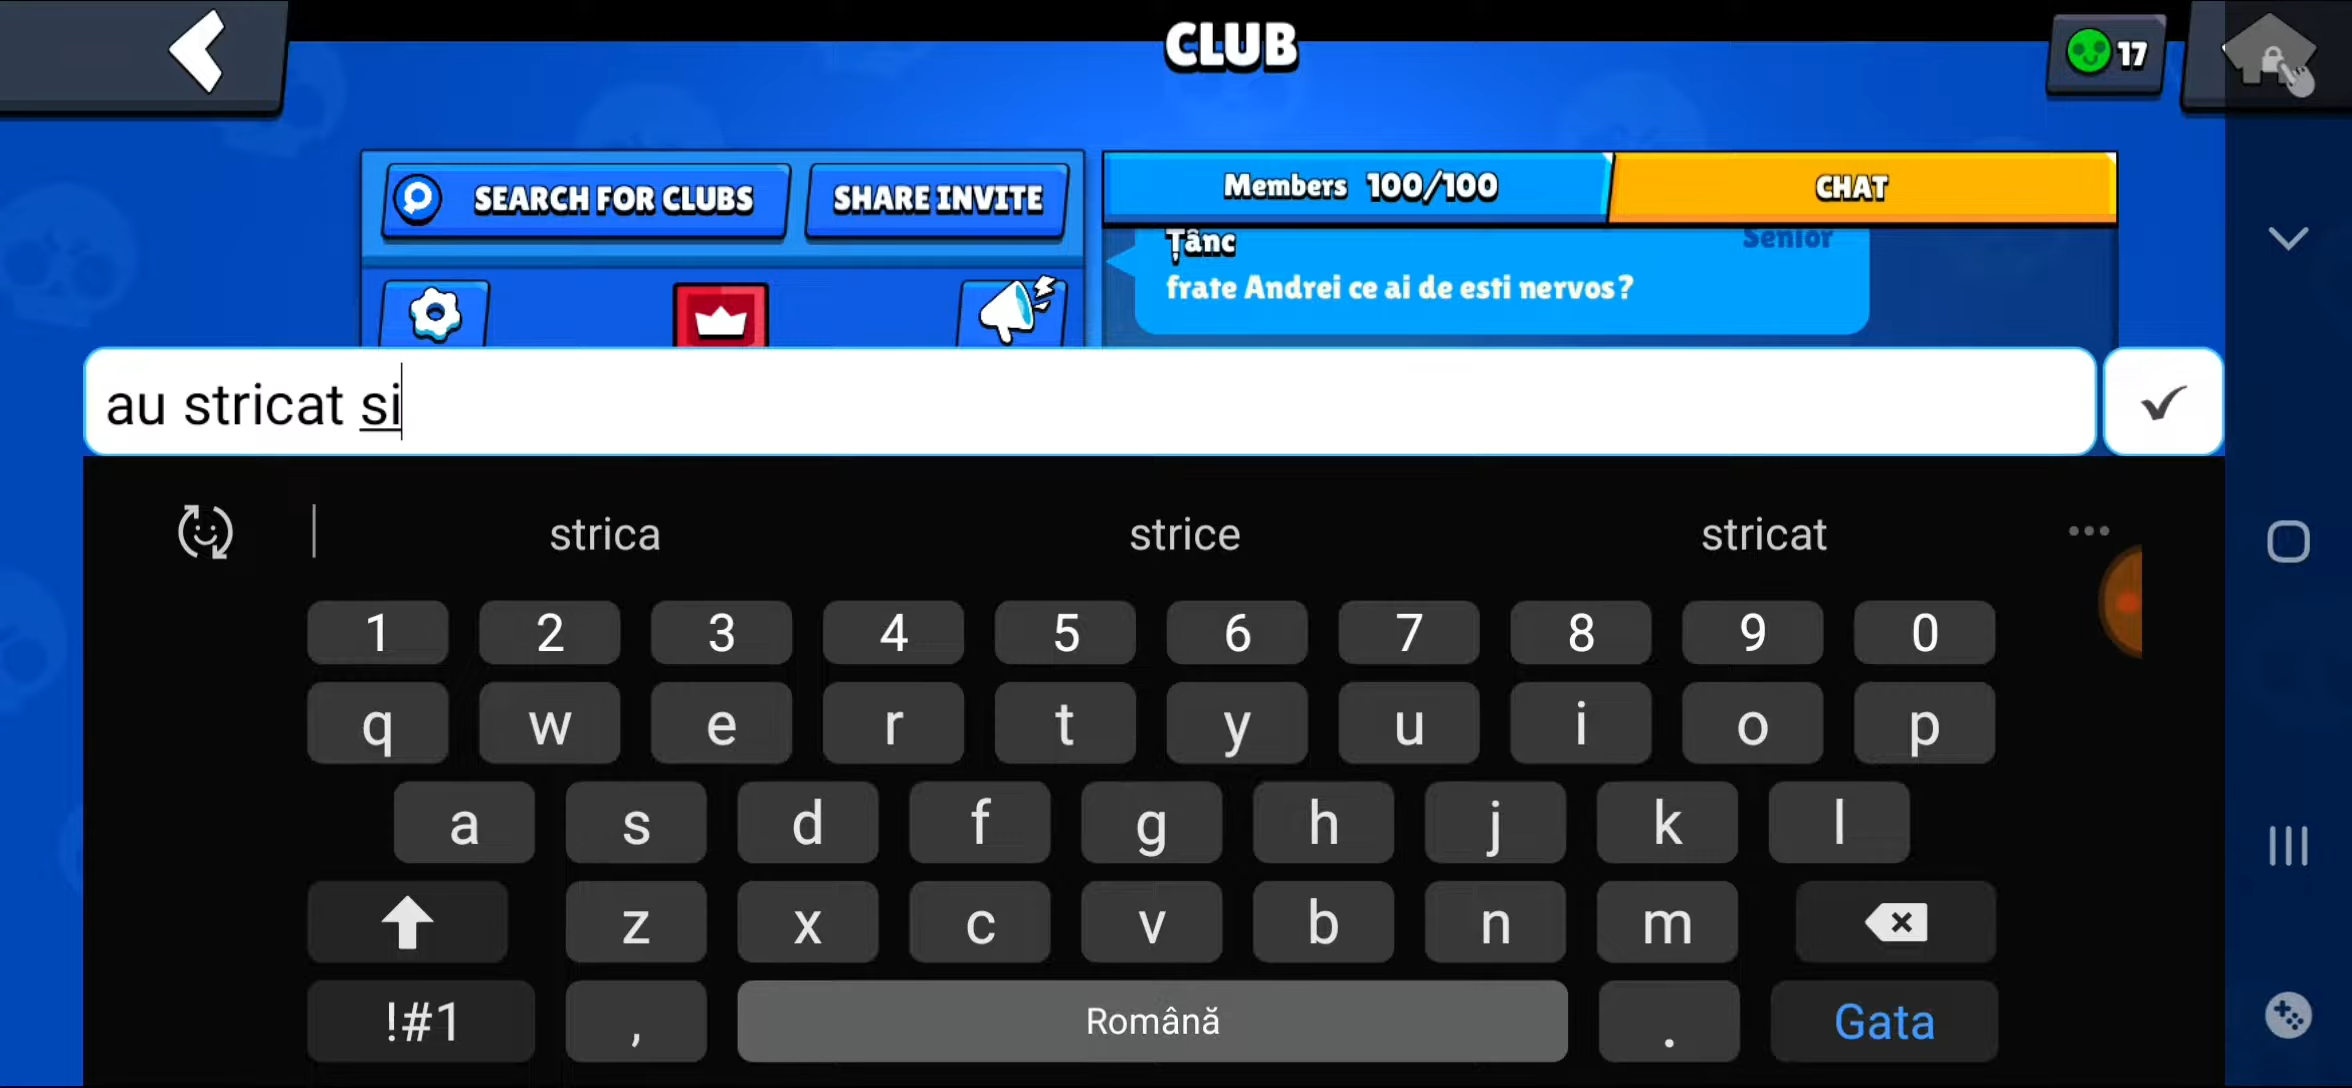 CLUB
17
SEARCH FOR CLUBS
SHARE INVITE
Members 100/100
CHAT
Țânc
Senior
frate Andrei ce ai de esti nervos?
au stricat si
strica strice stricat
1 2 3 4 5 6 7 8 9 0
q w e r t y u i o p
a s d f g h j k l
z x c v b n m
!#1 , Română . Gata